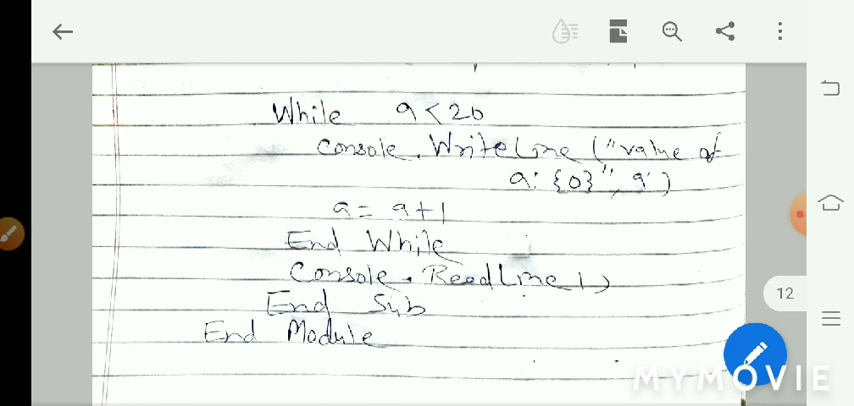 While a < 20
Console.WriteLine ("value of
a: {0}", a)
a = a+1
End While
Console.ReadLine()
End Sub
End Module
12
MYMOVIE